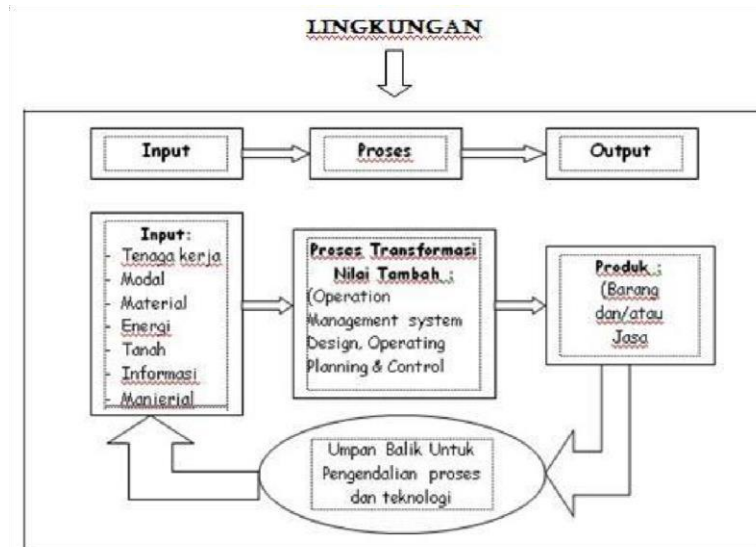 LINGKUNGAN
Input
Proses
Output
Input:
- Tenaga kerja
- Modal
- Material
- Energi
- Tanah
- Informasi
- Manierial
Proses Transformasi
Nilai Tambah :
(Operation
Management system
Design, Operating
Planning & Control
Produk :
(Barang
dan/atau
Jasa
Umpan Balik Untuk
Pengendalian proses
dan teknologi